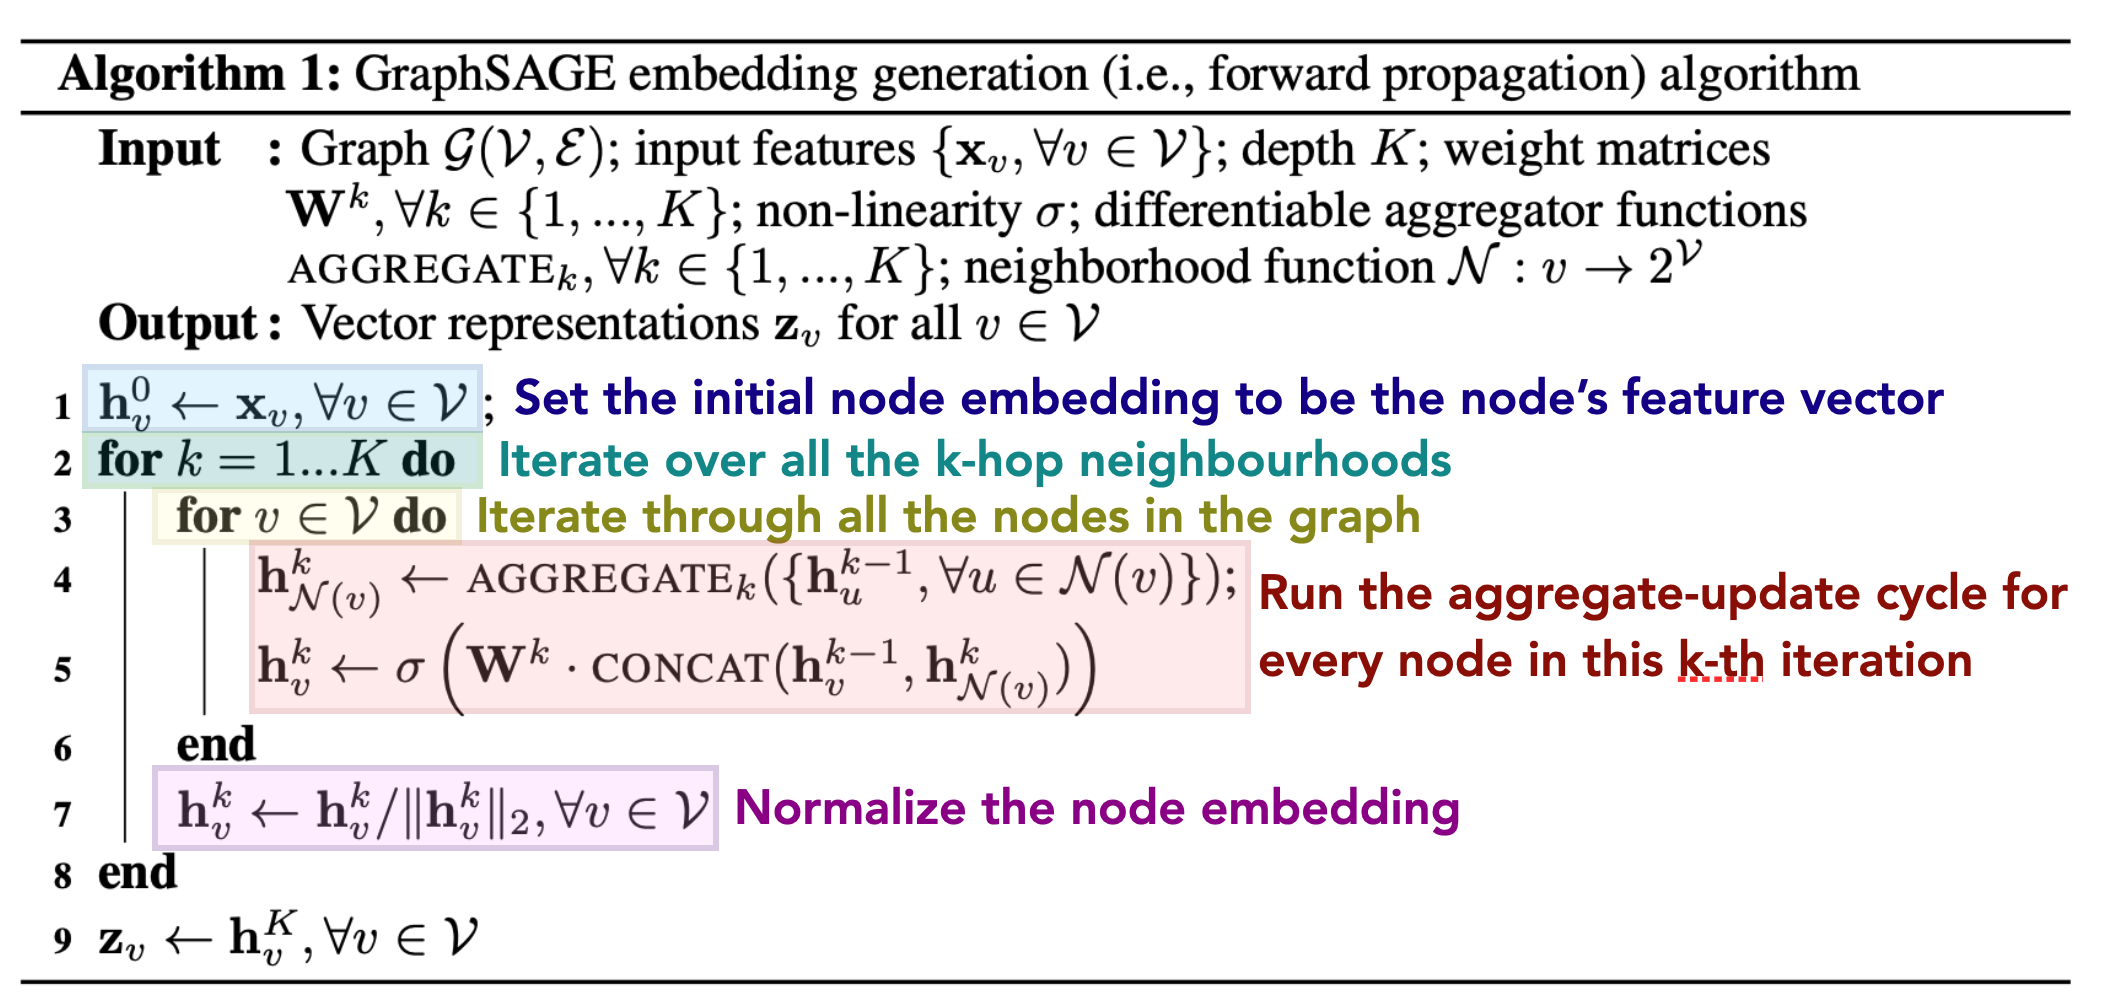 Algorithm 1: GraphSAGE embedding generation (i.e., forward propagation) algorithm
Input : Graph 𝒢(𝒱, ℰ); input features {x_v, ∀v ∈ 𝒱}; depth K; weight matrices
W^k, ∀k ∈ {1, ..., K}; non-linearity σ; differentiable aggregator functions
AGGREGATE_k, ∀k ∈ {1, ..., K}; neighborhood function 𝒩 : v → 2^𝒱
Output : Vector representations z_v for all v ∈ 𝒱
1 h_v^0 ← x_v, ∀v ∈ 𝒱 ; Set the initial node embedding to be the node's feature vector
2 for k = 1...K do Iterate over all the k-hop neighbourhoods
3 for v ∈ 𝒱 do Iterate through all the nodes in the graph
4 h_{𝒩(v)}^k ← AGGREGATE_k({h_u^{k−1}, ∀u ∈ 𝒩(v)}); Run the aggregate-update cycle for
5 h_v^k ← σ(W^k · CONCAT(h_v^{k−1}, h_{𝒩(v)}^k)) every node in this k-th iteration
6 end
7 h_v^k ← h_v^k/‖h_v^k‖_2, ∀v ∈ 𝒱 Normalize the node embedding
8 end
9 z_v ← h_v^K, ∀v ∈ 𝒱